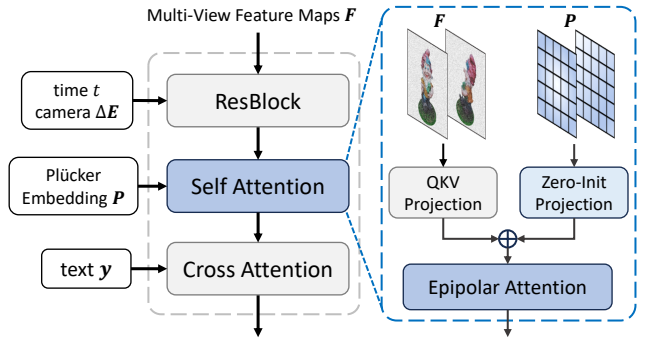 Multi-View Feature Maps F
time t
camera ΔE
ResBlock
Plücker
Embedding P
Self Attention
text y
Cross Attention
F
P
QKV
Projection
Zero-Init
Projection
Epipolar Attention